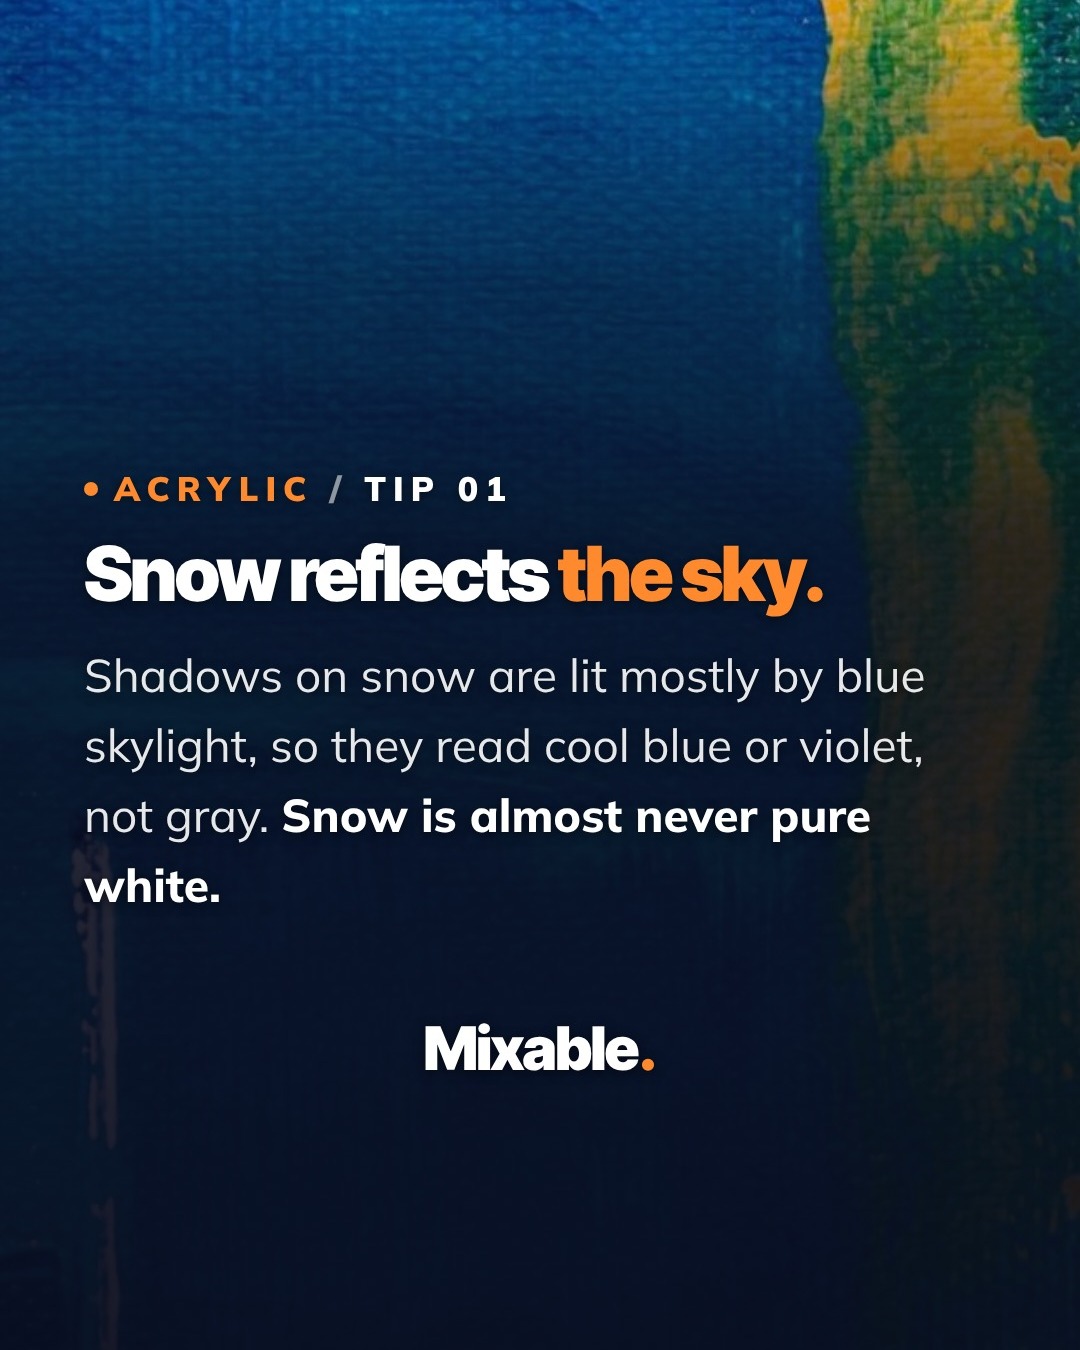 • ACRYLIC / TIP 01
Snow reflects the sky.
Shadows on snow are lit mostly by blue
skylight, so they read cool blue or violet,
not gray. Snow is almost never pure
white.
Mixable.